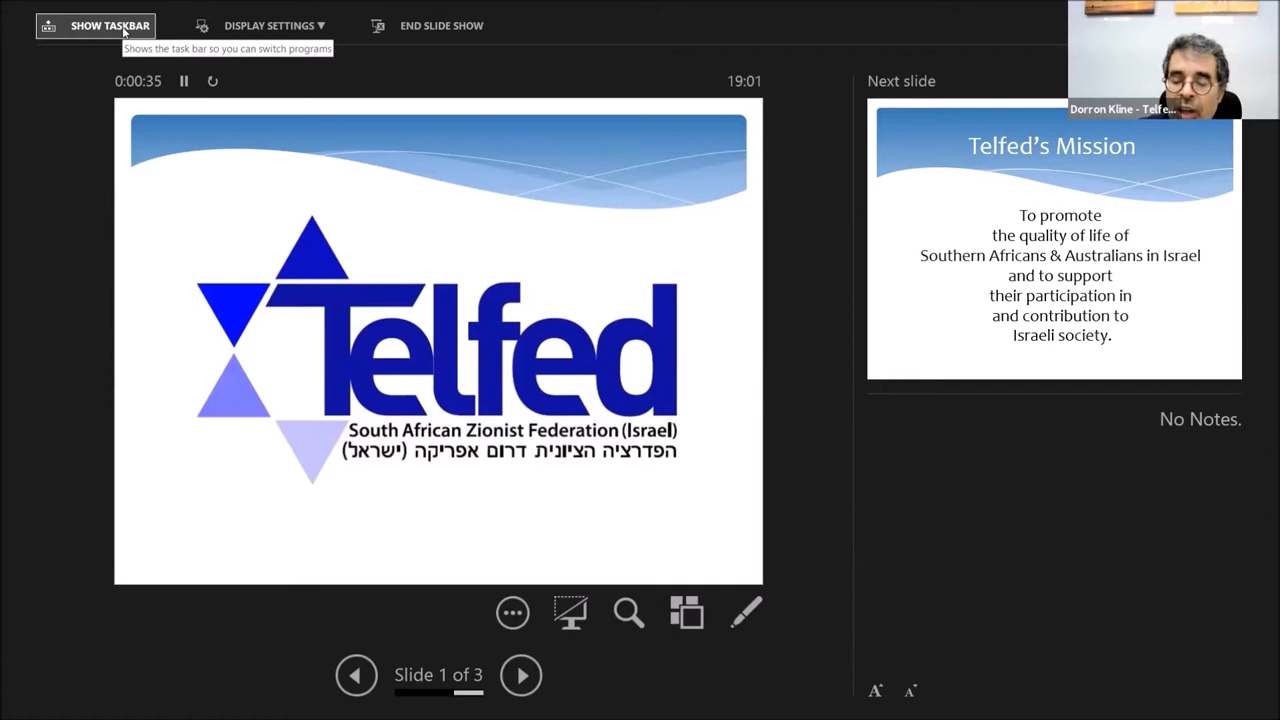 SHOW TASKBAR
DISPLAY SETTINGS ▼
END SLIDE SHOW
Shows the task bar so you can switch programs
0:00:35
19:01
Next slide
Dorron Kline - Telfe...
Telfed
South African Zionist Federation (Israel)
הפדרציה הציונית דרום אפריקה (ישראל)
Telfed's Mission
To promote
the quality of life of
Southern Africans & Australians in Israel
and to support
their participation in
and contribution to
Israeli society.
No Notes.
Slide 1 of 3
A A